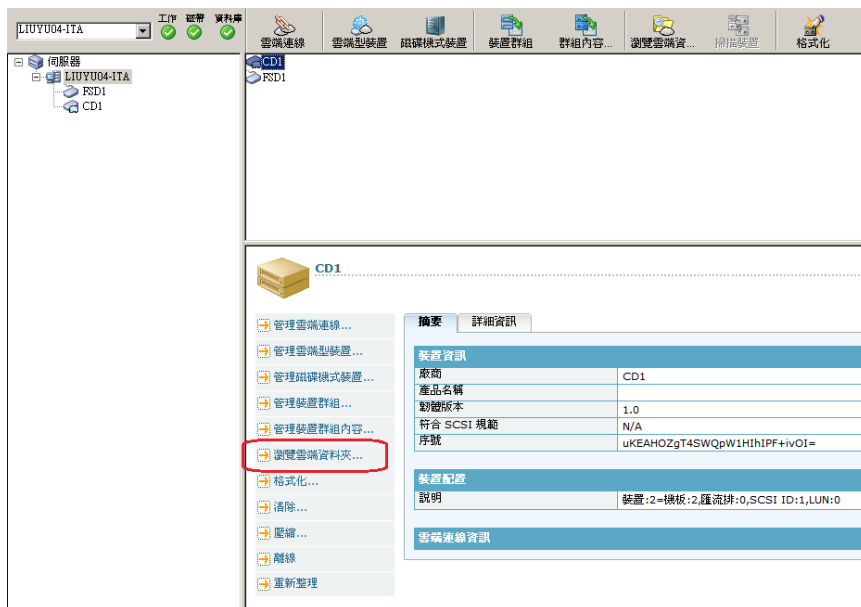 LIUYU04-ITA
工作 磁帶 資料庫
雲端連線 雲端型裝置 磁碟機式裝置 裝置群組 群組內容... 瀏覽雲端資... 掃描裝置 格式化
伺服器
LIUYU04-ITA
FSD1
CD1
CD1
FSD1
CD1
管理雲端連線...
管理雲端型裝置...
管理磁碟機式裝置...
管理裝置群組...
管理裝置群組內容...
瀏覽雲端資料夾...
格式化...
清除...
壓縮...
離線
重新整理
摘要 詳細資訊
裝置資訊
廠商 CD1
產品名稱
韌體版本 1.0
符合 SCSI 規範 N/A
序號 uKEAHOZgT4SWQpW1HIhIPF+ivOI=
裝置配置
說明 裝置:2=機板:2,匯流排:0,SCSI ID:1,LUN:0
雲端連線資訊